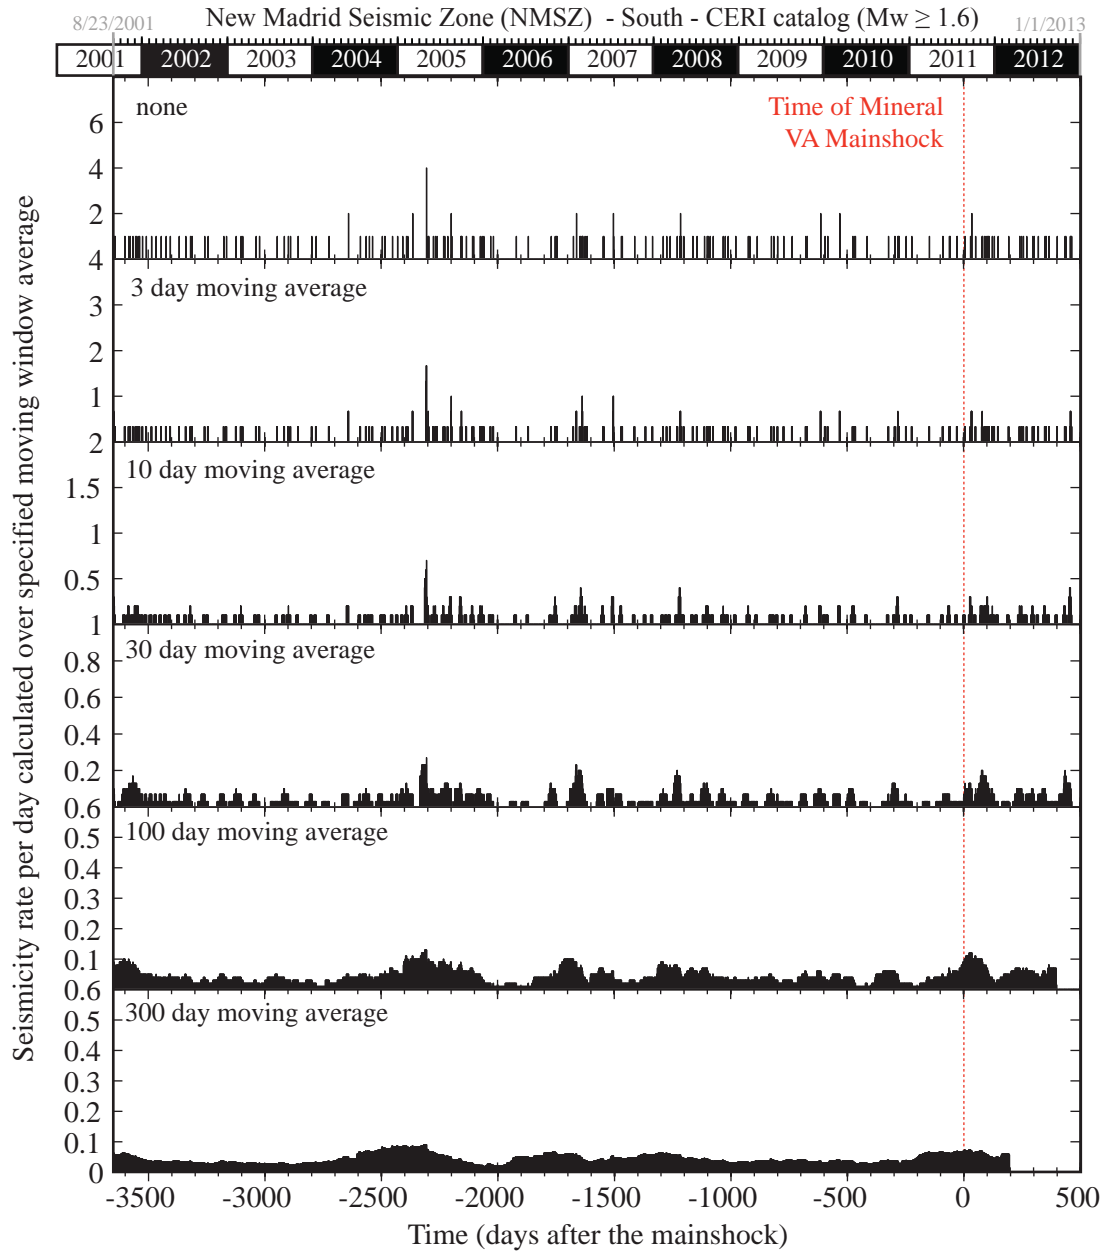 New Madrid Seismic Zone (NMSZ) - South - CERI catalog (Mw ≥ 1.6)
8/23/2001
1/1/2013
2001 2002 2003 2004 2005 2006 2007 2008 2009 2010 2011 2012
none
Time of Mineral
VA Mainshock
6
4
2
4
3 day moving average
3
2
1
2
10 day moving average
1.5
1
0.5
1
30 day moving average
0.8
0.6
0.4
0.2
0.6
100 day moving average
0.5
0.4
0.3
0.2
0.1
0.6
300 day moving average
0.5
0.4
0.3
0.2
0.1
0
-3500 -3000 -2500 -2000 -1500 -1000 -500 0 500
Time (days after the mainshock)
Seismicity rate per day calculated over specified moving window average